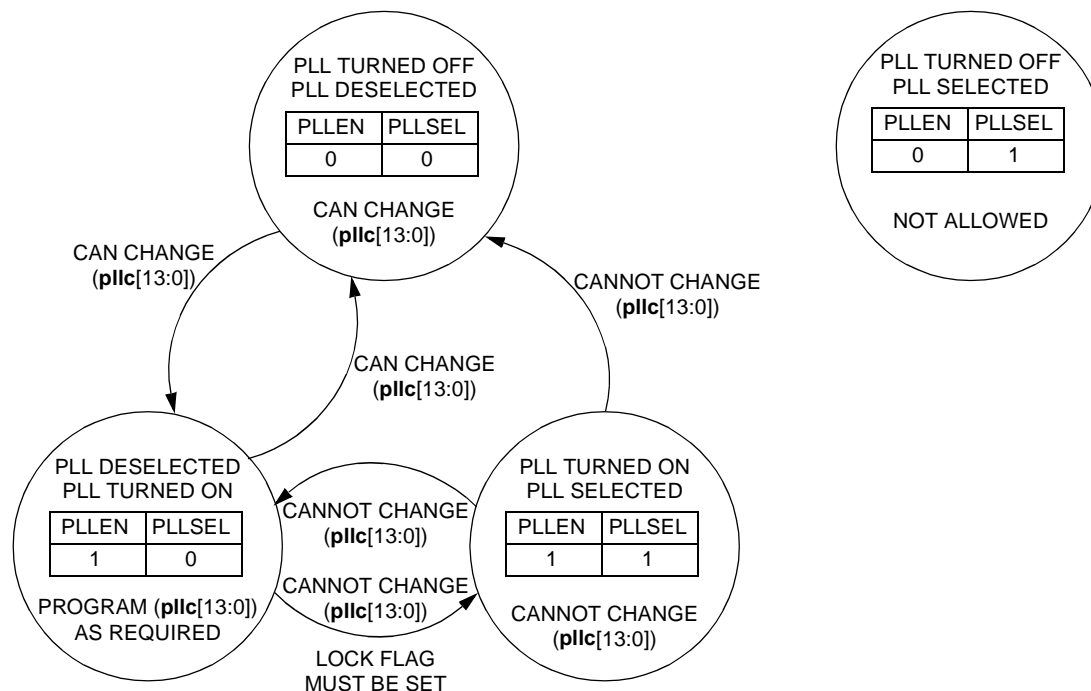 PLL TURNED OFF
PLL DESELECTED
PLLEN PLLSEL
0 0
CAN CHANGE
(pllc[13:0])
PLL TURNED OFF
PLL SELECTED
PLLEN PLLSEL
0 1
NOT ALLOWED
CAN CHANGE
(pllc[13:0])
CANNOT CHANGE
(pllc[13:0])
CAN CHANGE
(pllc[13:0])
PLL DESELECTED
PLL TURNED ON
PLLEN PLLSEL
1 0
PROGRAM (pllc[13:0])
AS REQUIRED
CANNOT CHANGE
(pllc[13:0])
CANNOT CHANGE
(pllc[13:0])
LOCK FLAG
MUST BE SET
PLL TURNED ON
PLL SELECTED
PLLEN PLLSEL
1 1
CANNOT CHANGE
(pllc[13:0])